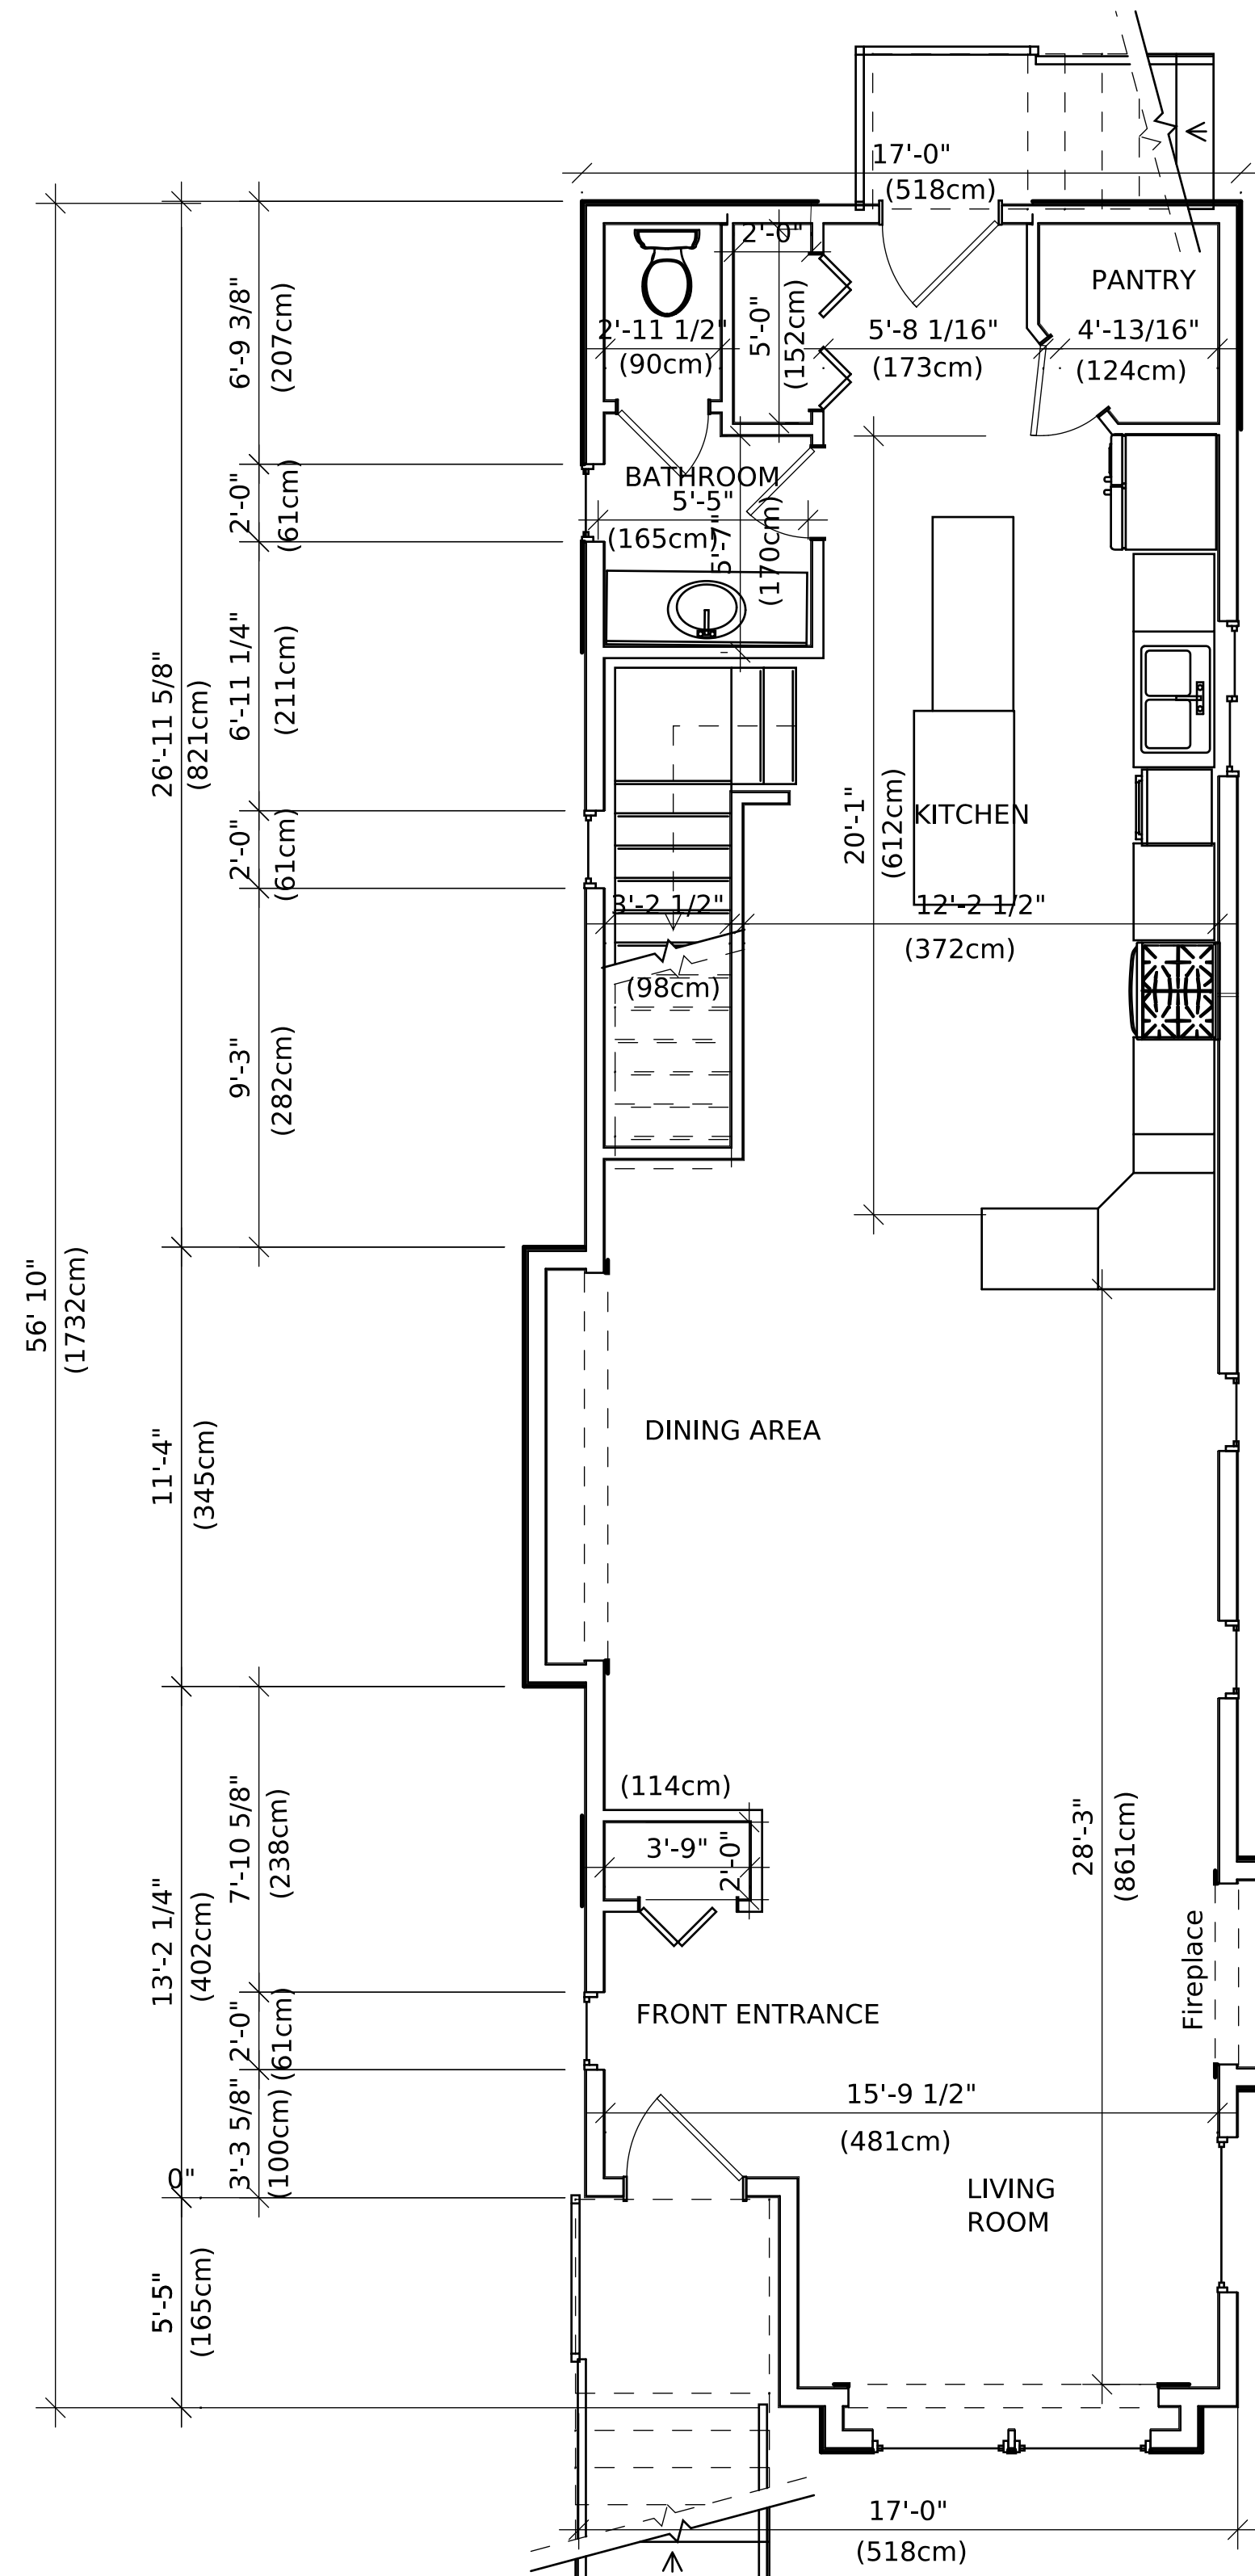 17'-0"
(518cm)
2'-0"
PANTRY
6'-9 3/8"
(207cm)
2'-11 1/2"
(90cm)
5'-0"
(152cm)
5'-8 1/16"
(173cm)
4'-13/16"
(124cm)
BATHROOM
2'-0"
(61cm)
5'-5"
(165cm)
5'-7"
(170cm)
26'-11 5/8"
(821cm)
6'-11 1/4"
(211cm)
20'-1"
(612cm)
KITCHEN
2'-0"
(61cm)
3'-2 1/2"
(98cm)
12'-2 1/2"
(372cm)
9'-3"
(282cm)
56' 10"
(1732cm)
11'-4"
(345cm)
DINING AREA
(114cm)
3'-9"
2'-0"
28'-3"
(861cm)
13'-2 1/4"
(402cm)
7'-10 5/8"
(238cm)
Fireplace
FRONT ENTRANCE
2'-0"
(61cm)
15'-9 1/2"
(481cm)
3'-3 5/8"
(100cm)
0"
LIVING
ROOM
5'-5"
(165cm)
17'-0"
(518cm)